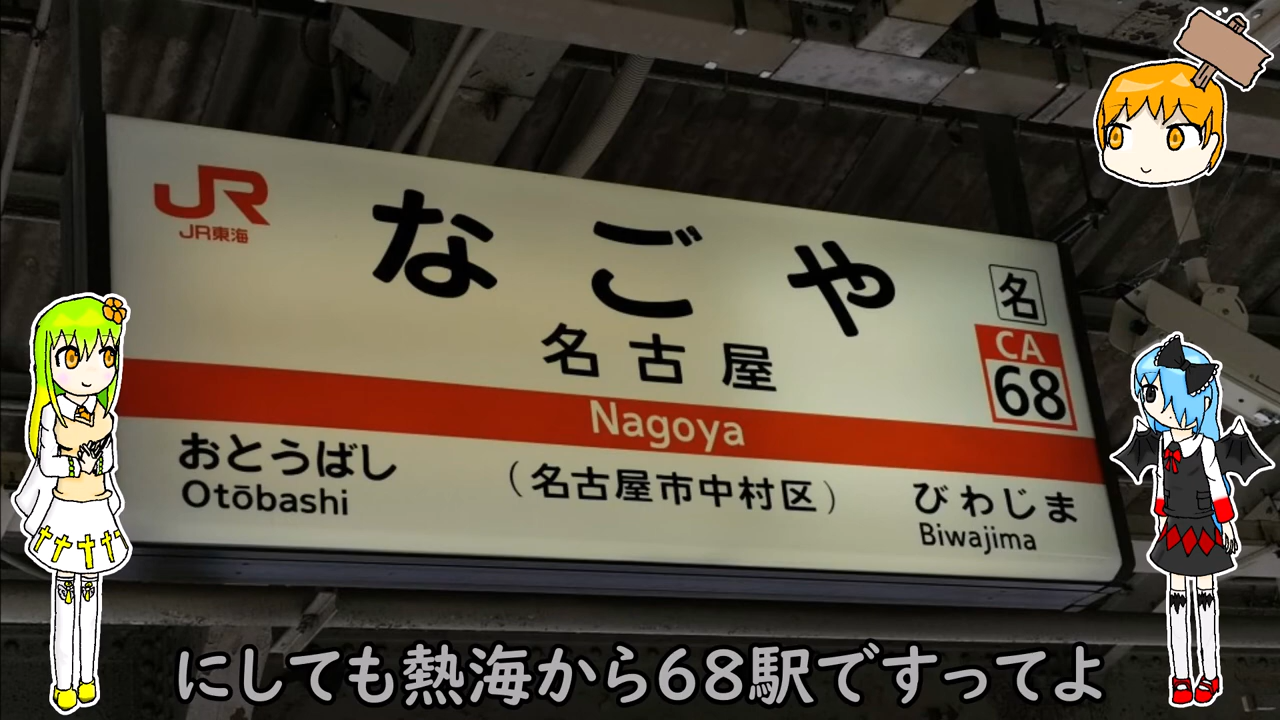 JR
JR東海
なごや
名古屋
Nagoya
名
CA
68
おとうばし
Otōbashi
(名古屋市中村区)
びわじま
Biwajima
にしても熱海から68駅ですってよ